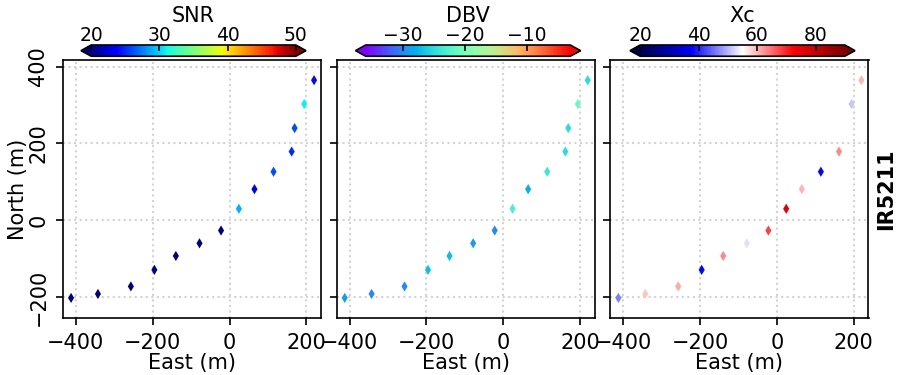 SNR DBV Xc
20 30 40 50 −30 −20 −10 20 40 60 80
North (m)
400
200
0
−200
IR5211
−400 −200 0 200 −400 −200 0 200 −400 −200 0 200
East (m) East (m) East (m)